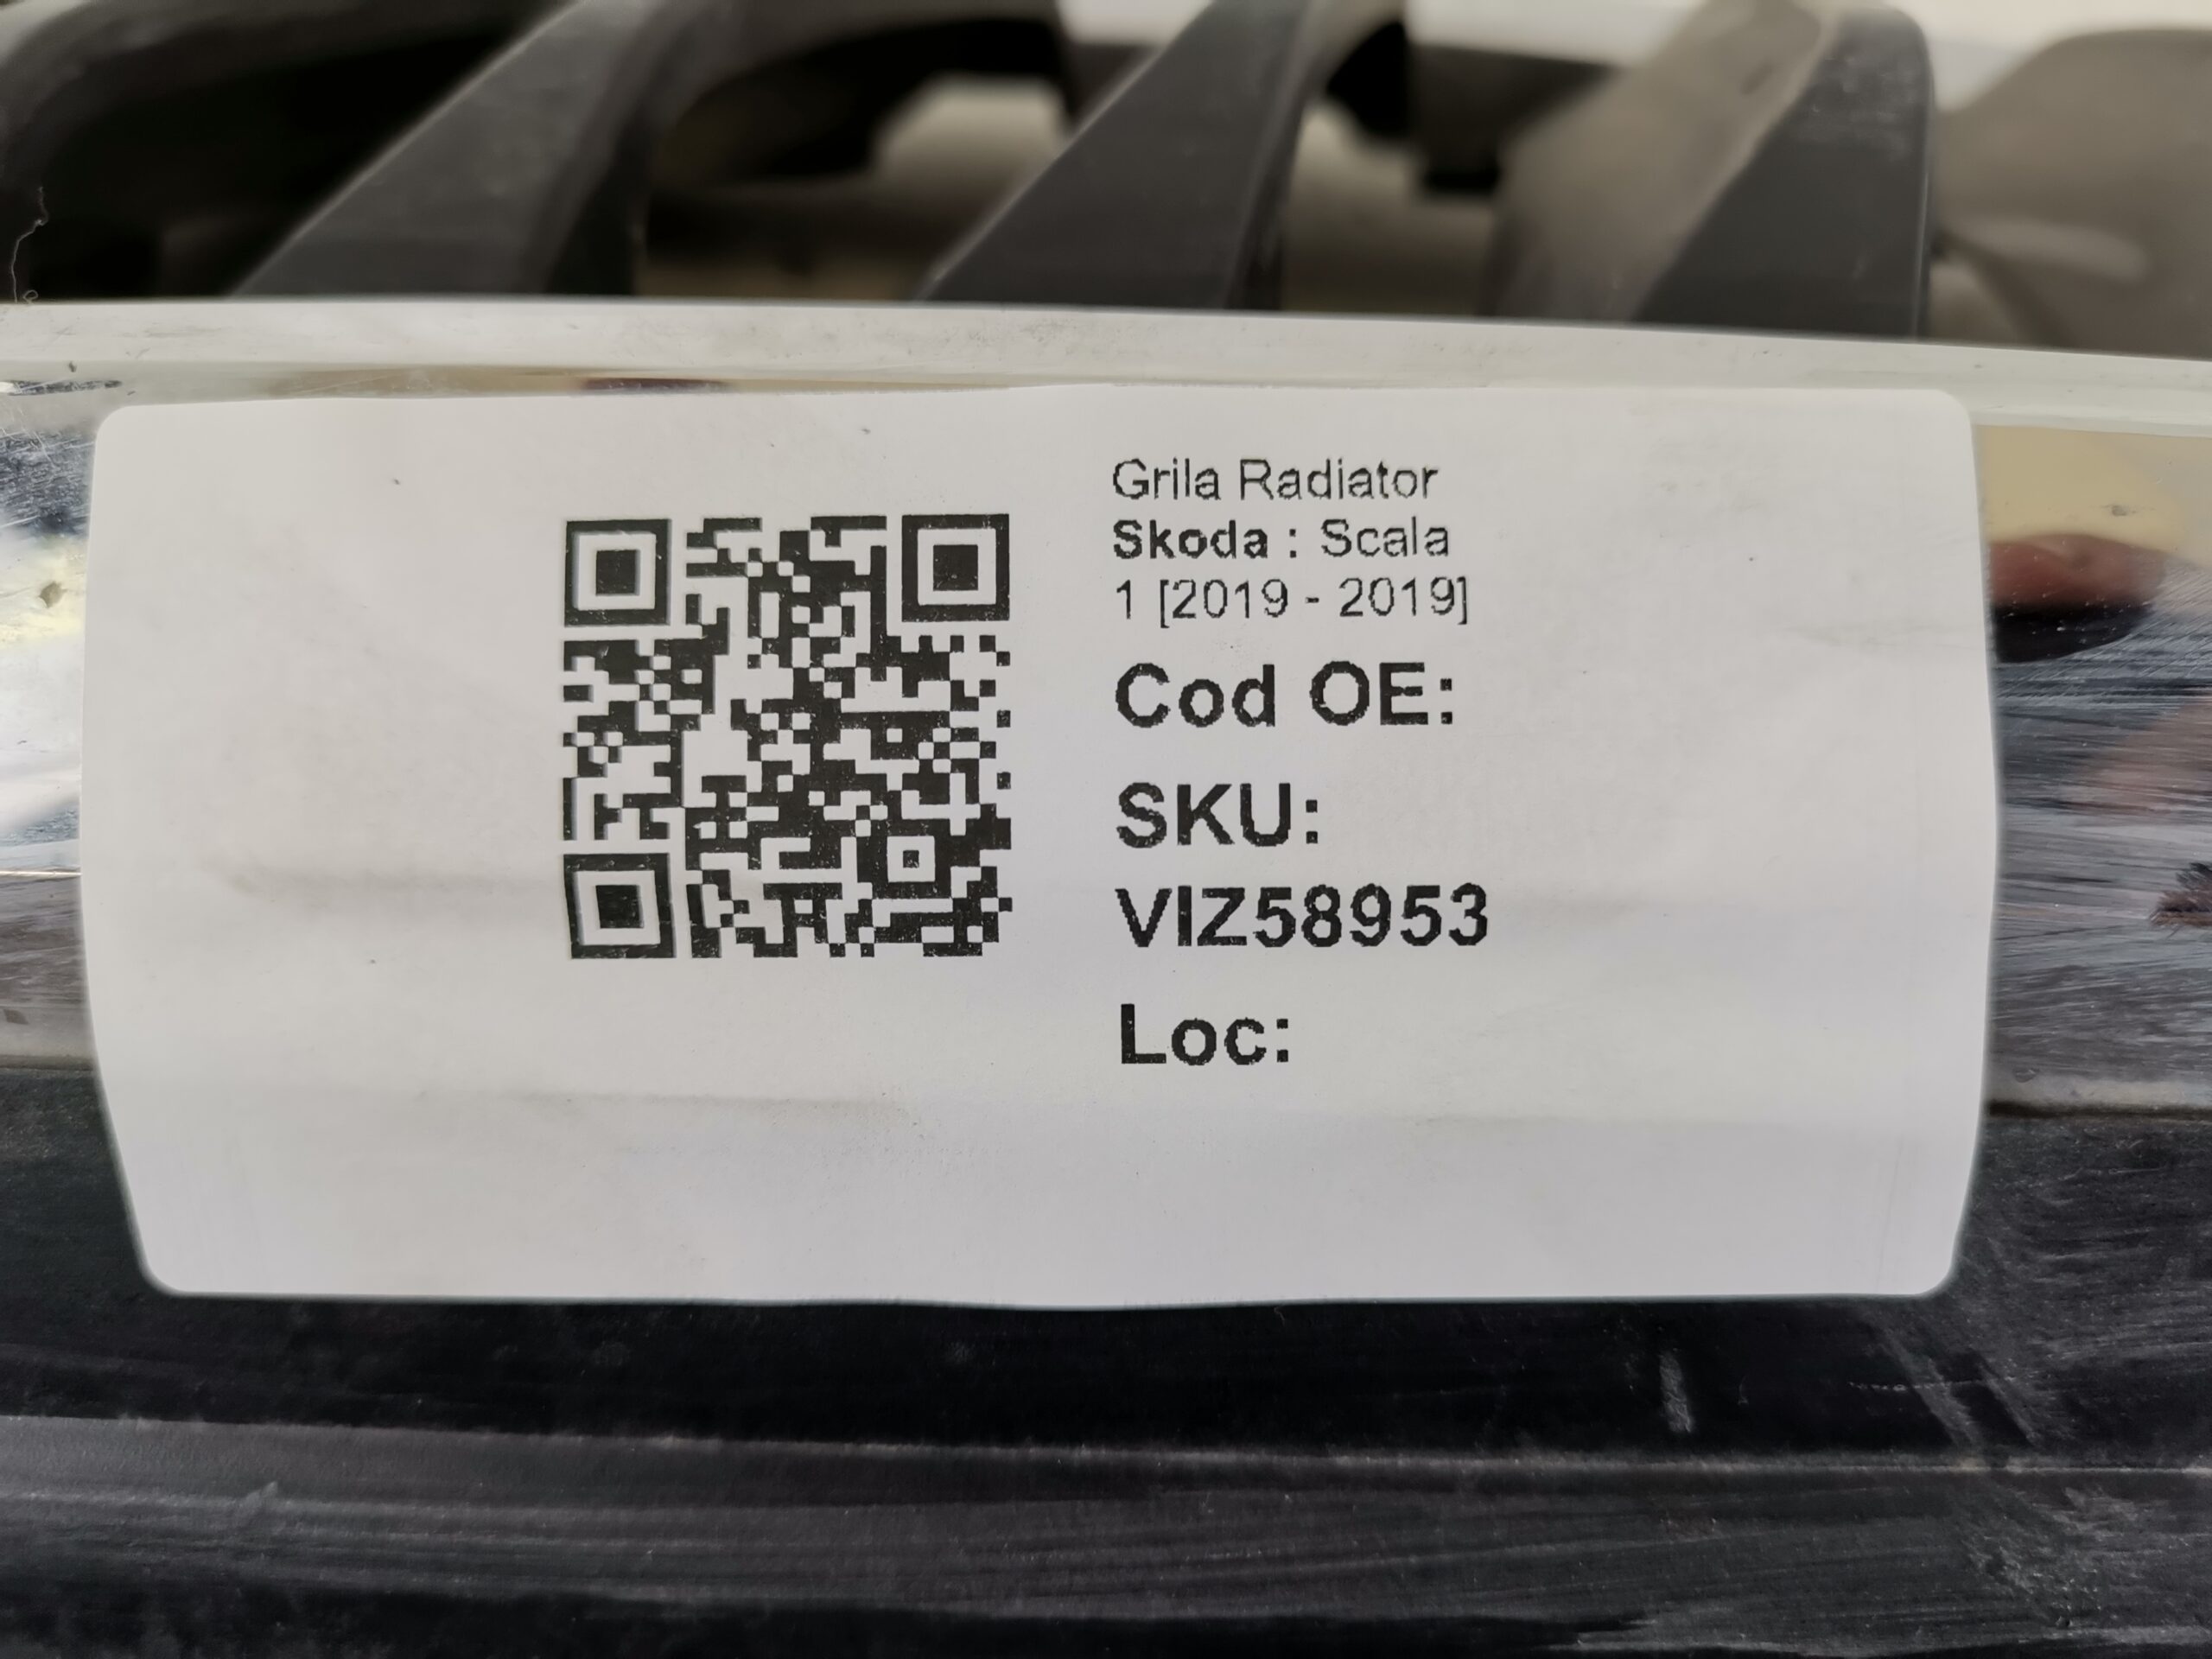 Grila Radiator
Skoda : Scala
1 [2019 - 2019]
Cod OE:
SKU:
VIZ58953
Loc: